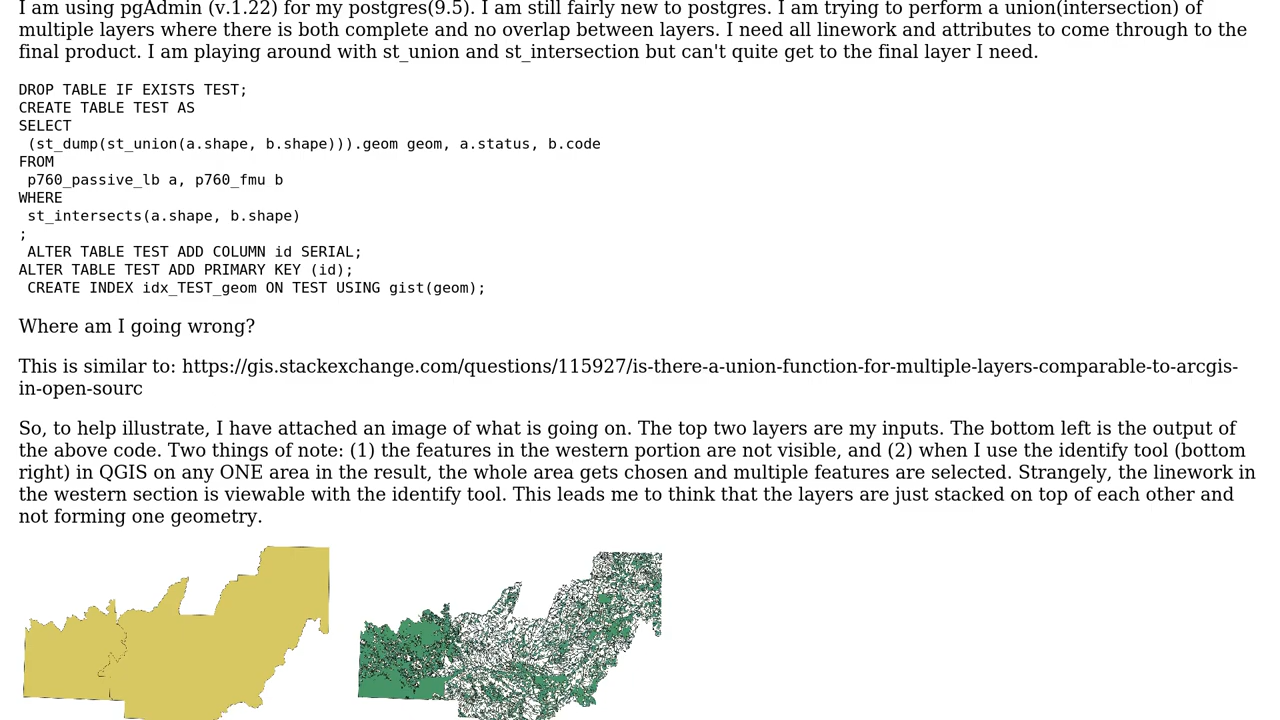 I am using pgAdmin (v.1.22) for my postgres(9.5). I am still fairly new to postgres. I am trying to perform a union(intersection) of
multiple layers where there is both complete and no overlap between layers. I need all linework and attributes to come through to the
final product. I am playing around with st_union and st_intersection but can't quite get to the final layer I need.
DROP TABLE IF EXISTS TEST;
CREATE TABLE TEST AS
SELECT
(st_dump(st_union(a.shape, b.shape))).geom geom, a.status, b.code
FROM
p760_passive_lb a, p760_fmu b
WHERE
st_intersects(a.shape, b.shape)
;
ALTER TABLE TEST ADD COLUMN id SERIAL;
ALTER TABLE TEST ADD PRIMARY KEY (id);
CREATE INDEX idx_TEST_geom ON TEST USING gist(geom);
Where am I going wrong?
This is similar to: https://gis.stackexchange.com/questions/115927/is-there-a-union-function-for-multiple-layers-comparable-to-arcgis-
in-open-sourc
So, to help illustrate, I have attached an image of what is going on. The top two layers are my inputs. The bottom left is the output of
the above code. Two things of note: (1) the features in the western portion are not visible, and (2) when I use the identify tool (bottom
right) in QGIS on any ONE area in the result, the whole area gets chosen and multiple features are selected. Strangely, the linework in
the western section is viewable with the identify tool. This leads me to think that the layers are just stacked on top of each other and
not forming one geometry.